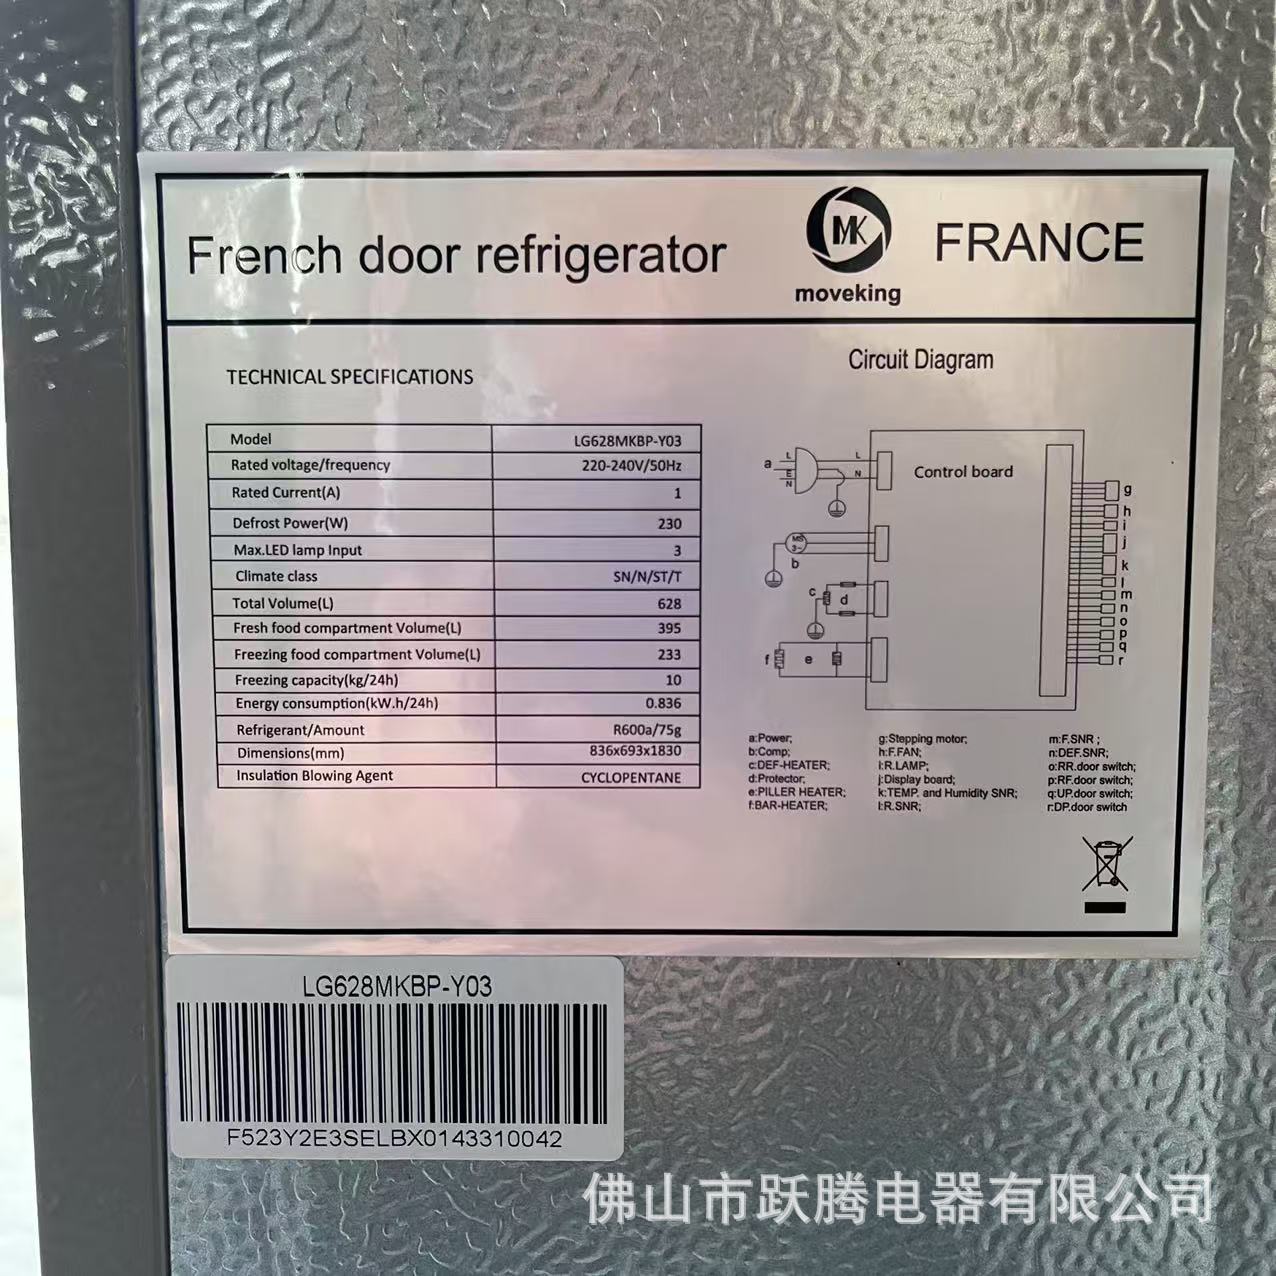 French door refrigerator
MK
moveking
FRANCE
TECHNICAL SPECIFICATIONS
Model LG628MKBP-Y03
Rated voltage/frequency 220-240V/50Hz
Rated Current(A) 1
Defrost Power(W) 230
Max.LED lamp Input 3
Climate class SN/N/ST/T
Total Volume(L) 628
Fresh food compartment Volume(L) 395
Freezing food compartment Volume(L) 233
Freezing capacity(kg/24h) 10
Energy consumption(kW.h/24h) 0.836
Refrigerant/Amount R600a/75g
Dimensions(mm) 836x693x1830
Insulation Blowing Agent CYCLOPENTANE
Circuit Diagram
Control board
a
L
E
N
L
N
MS
3~
b
c
d
f
e
g
h
i
j
k
l
m
n
o
p
q
r
a:Power;
b:Comp;
c:DEF-HEATER;
d:Protector;
e:PILLER HEATER;
f:BAR-HEATER;
g:Stepping motor;
h:F.FAN;
I:R.LAMP;
j:Display board;
k:TEMP. and Humidity SNR;
l:R.SNR;
m:F.SNR ;
n:DEF.SNR;
o:RR.door switch;
p:RF.door switch;
q:UP.door switch;
r:DP.door switch
LG628MKBP-Y03
F523Y2E3SELBX0143310042
佛山市跃腾电器有限公司